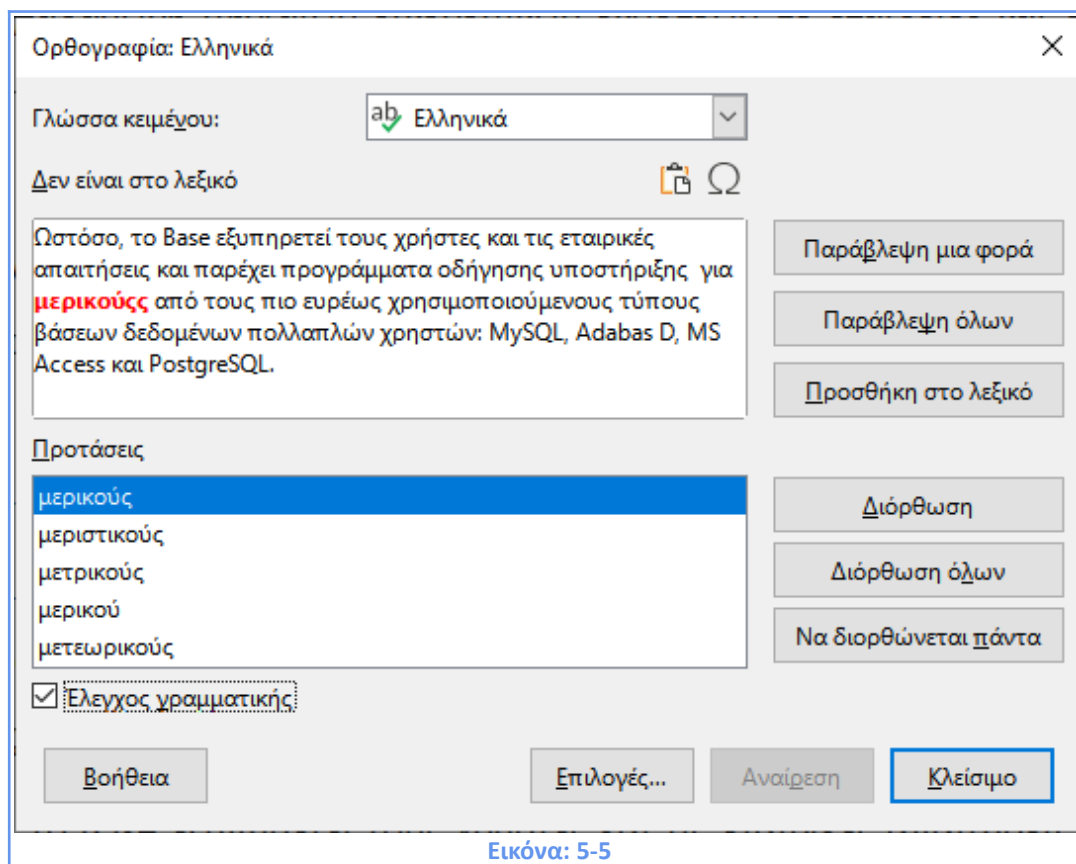 Ορθογραφία: Ελληνικά
Γλώσσα κειμένου:
Ελληνικά
Δεν είναι στο λεξικό
Ωστόσο, το Base εξυπηρετεί τους χρήστες και τις εταιρικές
απαιτήσεις και παρέχει προγράμματα οδήγησης υποστήριξης για
μερικούςς από τους πιο ευρέως χρησιμοποιούμενους τύπους
βάσεων δεδομένων πολλαπλών χρηστών: MySQL, Adabas D, MS
Access και PostgreSQL.
Παράβλεψη μια φορά
Παράβλεψη όλων
Προσθήκη στο λεξικό
Προτάσεις
μερικούς
μεριστικούς
μετρικούς
μερικού
μετεωρικούς
Διόρθωση
Διόρθωση όλων
Να διορθώνεται πάντα
Έλεγχος γραμματικής
Βοήθεια
Επιλογές...
Αναίρεση
Κλείσιμο
Εικόνα: 5-5